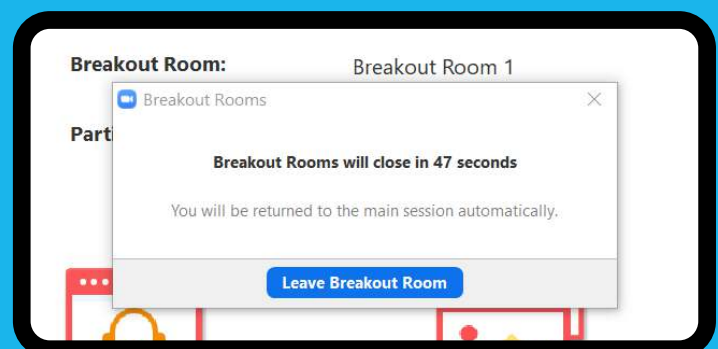 Breakout Room: Breakout Room 1
Breakout Rooms
Parti
Breakout Rooms will close in 47 seconds
You will be returned to the main session automatically.
Leave Breakout Room